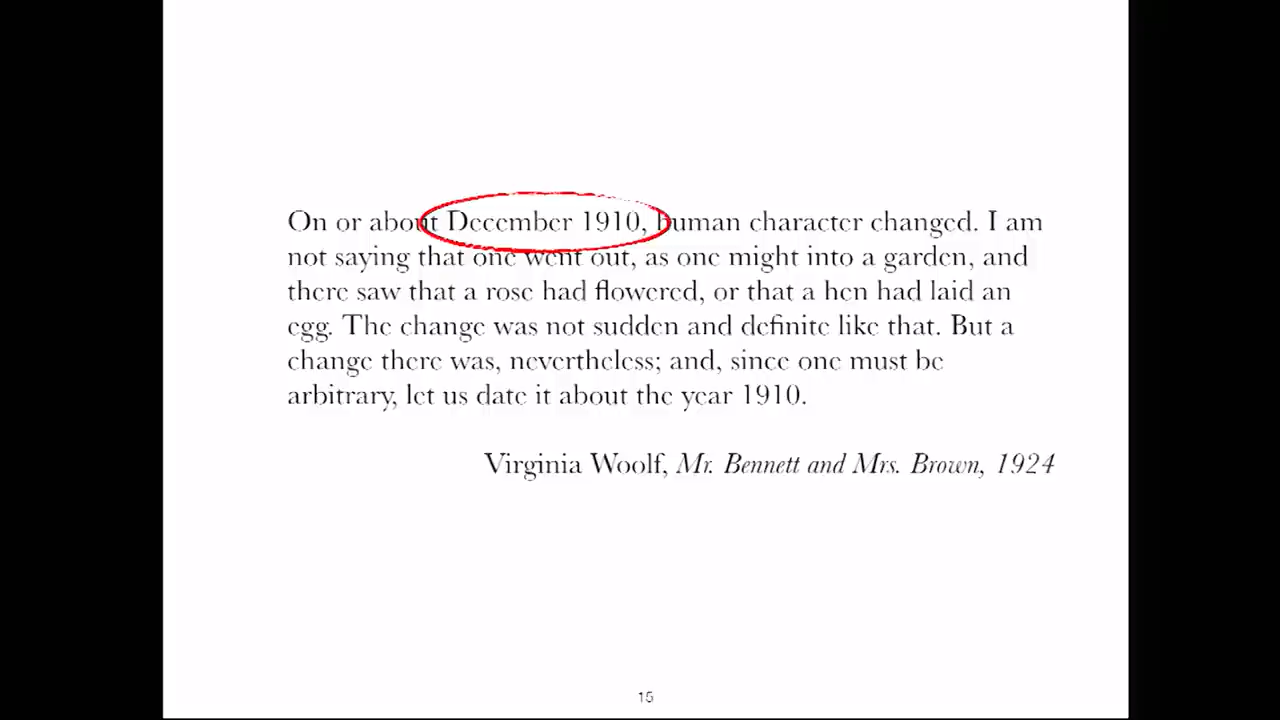 On or about December 1910, human character changed. I am
not saying that one went out, as one might into a garden, and
there saw that a rose had flowered, or that a hen had laid an
egg. The change was not sudden and definite like that. But a
change there was, nevertheless; and, since one must be
arbitrary, let us date it about the year 1910.
Virginia Woolf, Mr. Bennett and Mrs. Brown, 1924
15